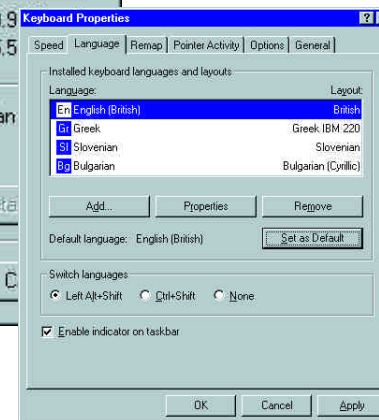 Keyboard Properties
Speed Language Remap Pointer Activity Options General
Installed keyboard languages and layouts
Language: Layout:
En English (British) British
Gr Greek Greek IBM 220
Sl Slovenian Slovenian
Bg Bulgarian Bulgarian (Cyrillic)
Add... Properties Remove
Default language: English (British) Set as Default
Switch languages
Left Alt+Shift Ctrl+Shift None
Enable indicator on taskbar
OK Cancel Apply